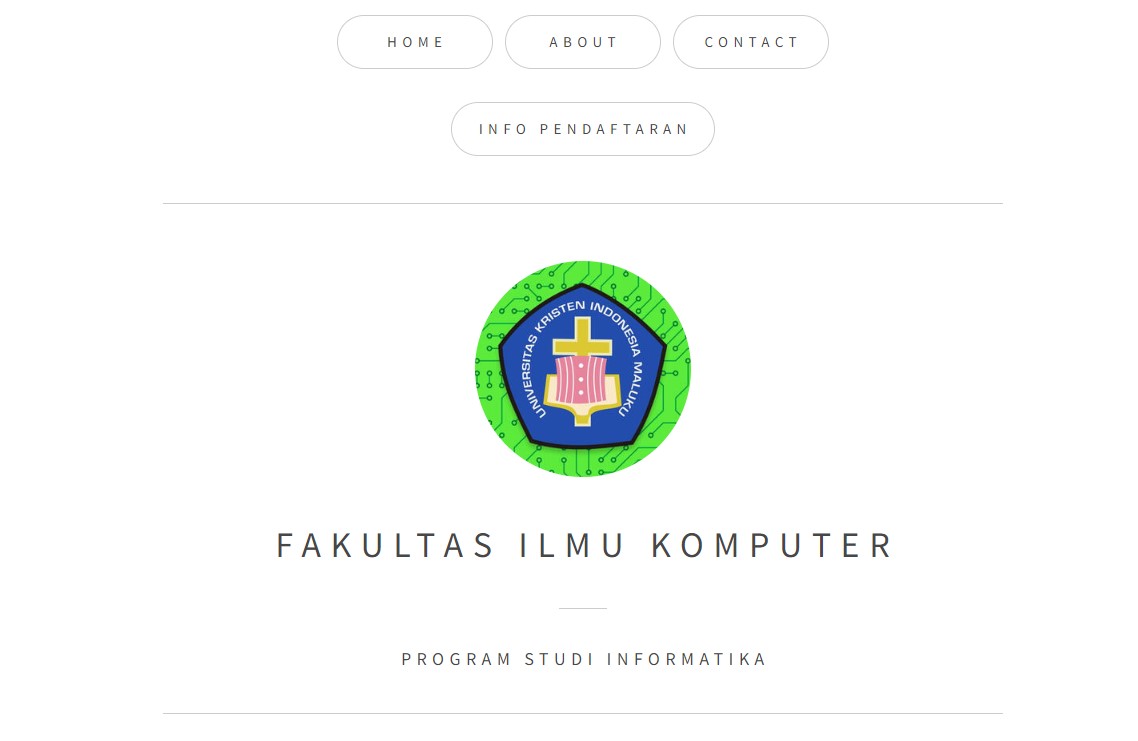 HOME ABOUT CONTACT
INFO PENDAFTARAN
UNIVERSITAS KRISTEN INDONESIA MALUKU
FAKULTAS ILMU KOMPUTER
PROGRAM STUDI INFORMATIKA